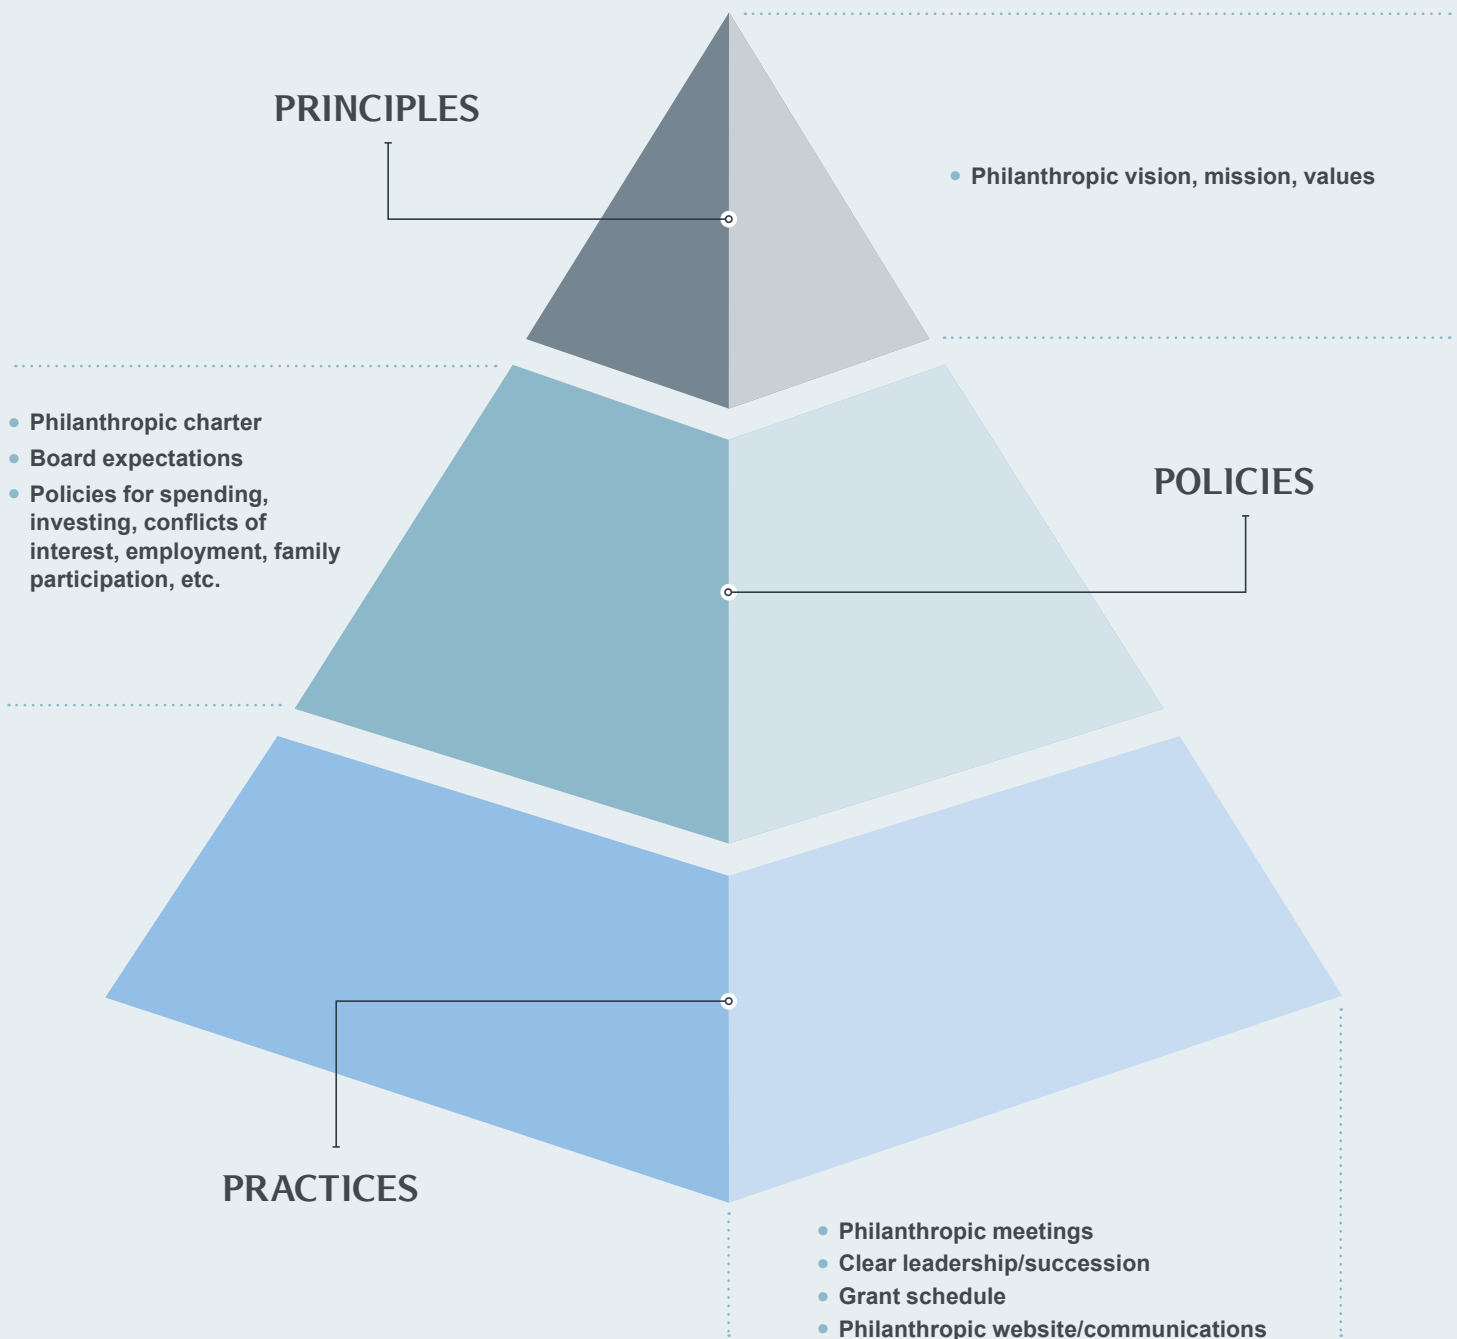 PRINCIPLES
• Philanthropic vision, mission, values
• Philanthropic charter
• Board expectations
• Policies for spending,
investing, conflicts of
interest, employment, family
participation, etc.
POLICIES
PRACTICES
• Philanthropic meetings
• Clear leadership/succession
• Grant schedule
• Philanthropic website/communications